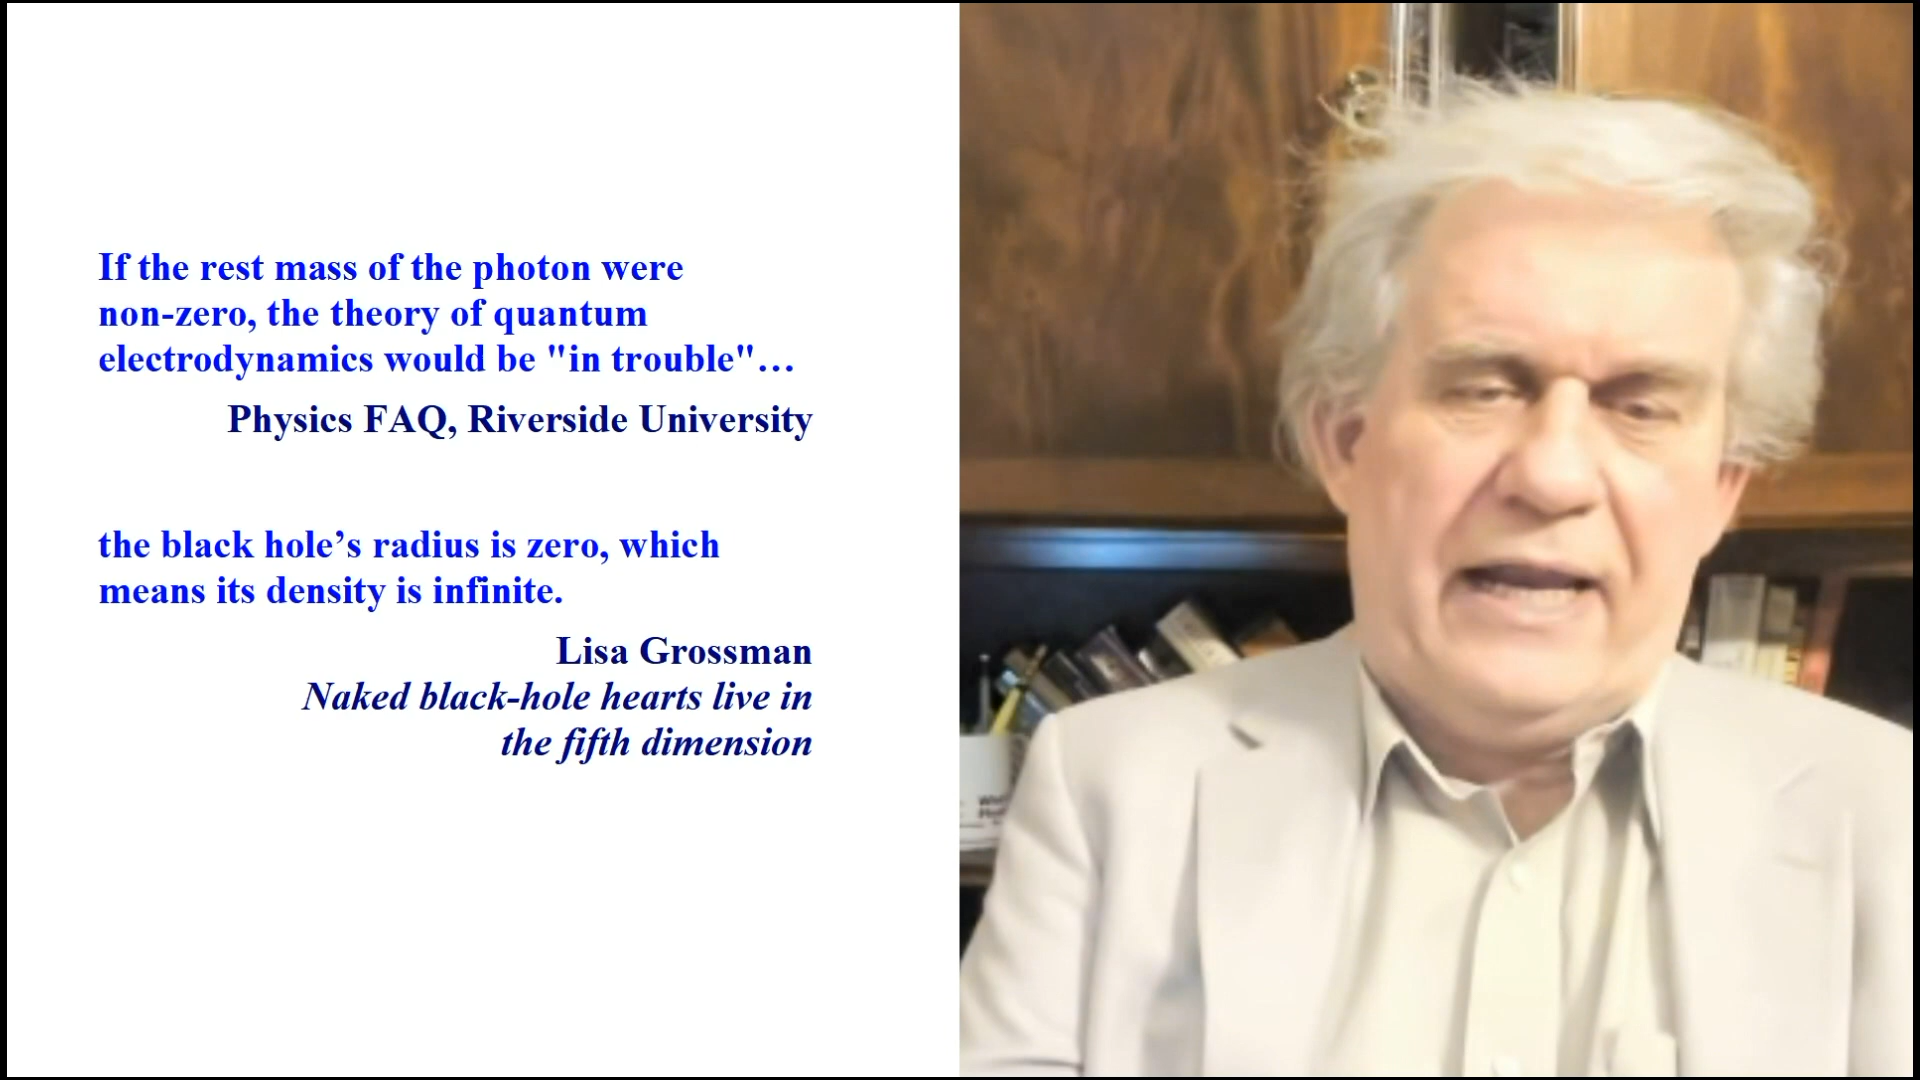 If the rest mass of the photon were
non-zero, the theory of quantum
electrodynamics would be "in trouble"…
Physics FAQ, Riverside University
the black hole’s radius is zero, which
means its density is infinite.
Lisa Grossman
Naked black-hole hearts live in
the fifth dimension